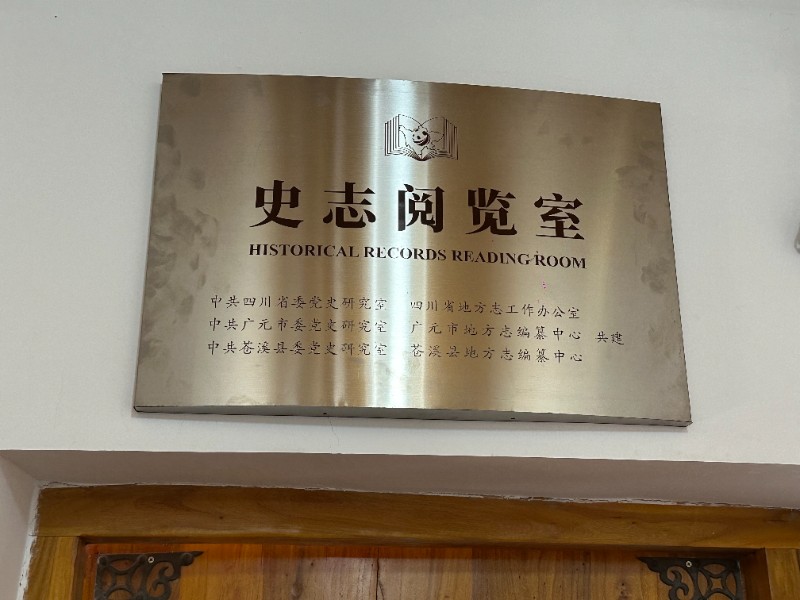 史志阅览室
HISTORICAL RECORDS READING ROOM
中共四川省委党史研究室 四川省地方志工作办公室
中共广元市委党史研究室 广元市地方志编纂中心 共建
中共苍溪县委党史研究室 苍溪县地方志编纂中心